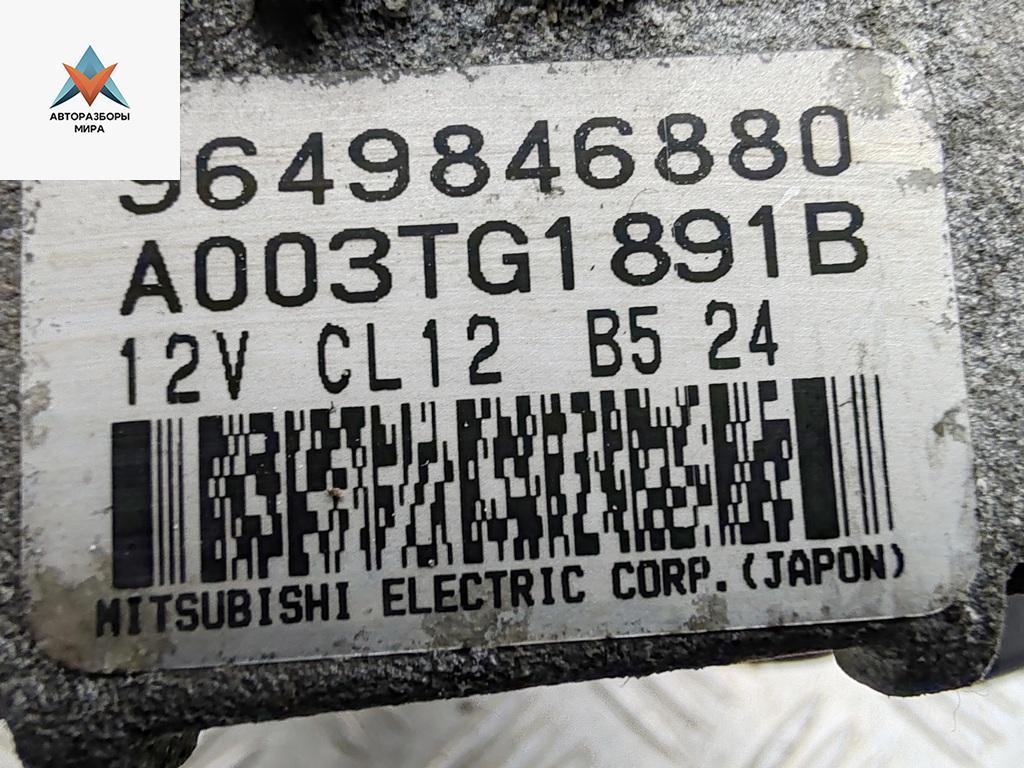 АВТОРАЗБОРЫ
МИРА
9649846880
A003TG1891B
12V CL12 B5 24
MITSUBISHI ELECTRIC CORP. (JAPON)